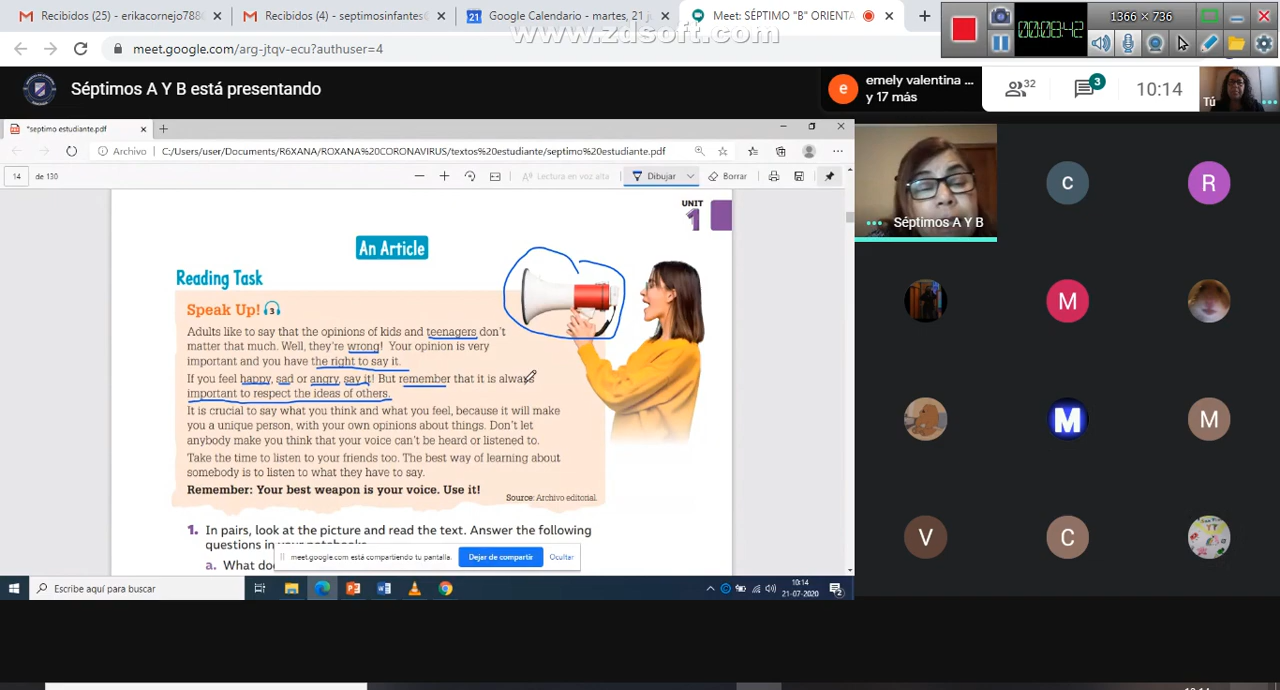 Recibidos (25) - erikacornejo788
Recibidos (4) - septimosinfantes6
Google Calendario - martes, 21 ju
Meet: SÉPTIMO "B" ORIENTA
1366 x 736
00:08:42
www.zdsoft.com
meet.google.com/arg-jtqv-ecu?authuser=4
Séptimos A Y B está presentando
e
emely valentina ...
y 17 más
32
3
10:14
Tú
*septimo estudiante.pdf
Archivo
C:/Users/user/Documents/R6XANA/ROXANA%20CORONAVIRUS/textos%20estudiante/septimo%20estudiante.pdf
14 de 130
Lectura en voz alta
Dibujar
Borrar
UNIT
1
An Article
Reading Task
Speak Up! 3
Adults like to say that the opinions of kids and teenagers don't
matter that much. Well, they're wrong! Your opinion is very
important and you have the right to say it.
If you feel happy, sad or angry, say it! But remember that it is always
important to respect the ideas of others.
It is crucial to say what you think and what you feel, because it will make
you a unique person, with your own opinions about things. Don't let
anybody make you think that your voice can't be heard or listened to.
Take the time to listen to your friends too. The best way of learning about
somebody is to listen to what they have to say.
Remember: Your best weapon is your voice. Use it!
Source: Archivo editorial.
1. In pairs, look at the picture and read the text. Answer the following
questions in your notebooks.
a. What doe
meet.google.com está compartiendo tu pantalla.
Dejar de compartir
Ocultar
Escribe aquí para buscar
10:14
21-07-2020
2
Séptimos A Y B
C
R
M
M
M
V
C